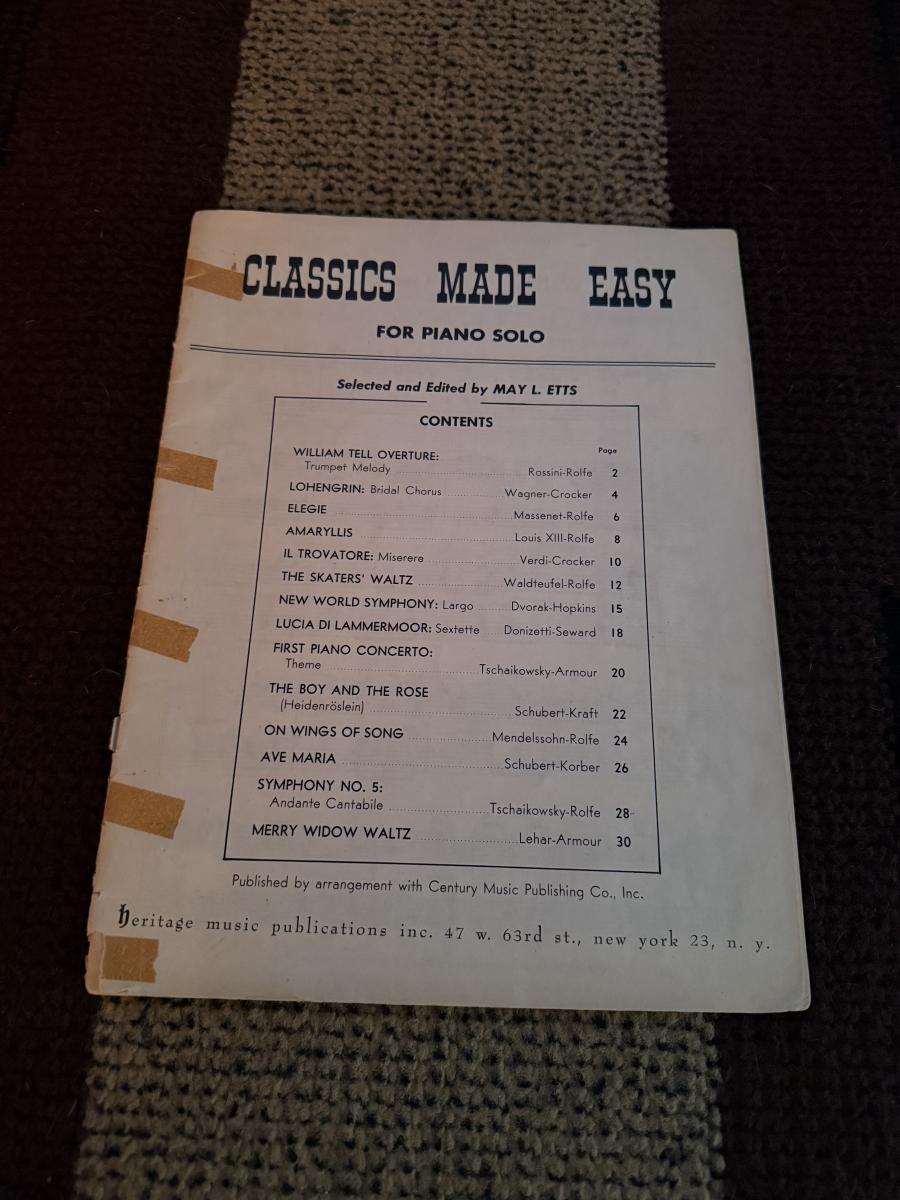 CLASSICS MADE EASY
FOR PIANO SOLO
Selected and Edited by MAY L. ETTS
CONTENTS
Page
WILLIAM TELL OVERTURE:
Trumpet Melody Rossini-Rolfe 2
LOHENGRIN: Bridal Chorus Wagner-Crocker 4
ELEGIE Massenet-Rolfe 6
AMARYLLIS Louis XIII-Rolfe 8
IL TROVATORE: Miserere Verdi-Crocker 10
THE SKATERS' WALTZ Waldteufel-Rolfe 12
NEW WORLD SYMPHONY: Largo Dvorak-Hopkins 15
LUCIA DI LAMMERMOOR: Sextette Donizetti-Seward 18
FIRST PIANO CONCERTO:
Theme Tschaikowsky-Armour 20
THE BOY AND THE ROSE
(Heidenröslein) Schubert-Kraft 22
ON WINGS OF SONG Mendelssohn-Rolfe 24
AVE MARIA Schubert-Korber 26
SYMPHONY NO. 5:
Andante Cantabile Tschaikowsky-Rolfe 28
MERRY WIDOW WALTZ Lehar-Armour 30
Published by arrangement with Century Music Publishing Co., Inc.
heritage music publications inc. 47 w. 63rd st., new york 23, n. y.